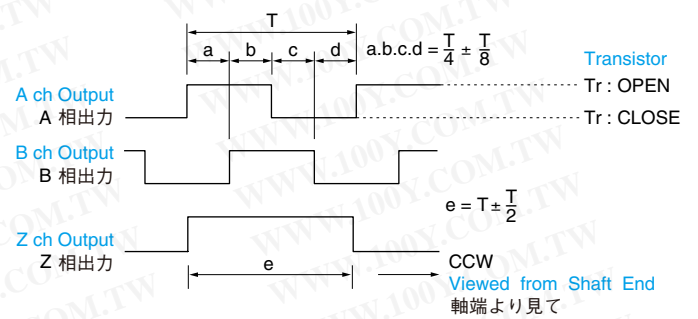 T
a b c d a.b.c.d = T/4 ± T/8
Transistor
Tr : OPEN
A ch Output
A 相出力
Tr : CLOSE
B ch Output
B 相出力
e = T ± T/2
Z ch Output
Z 相出力
e
CCW
Viewed from Shaft End
軸端より見て
WWW.100Y.COM.TW